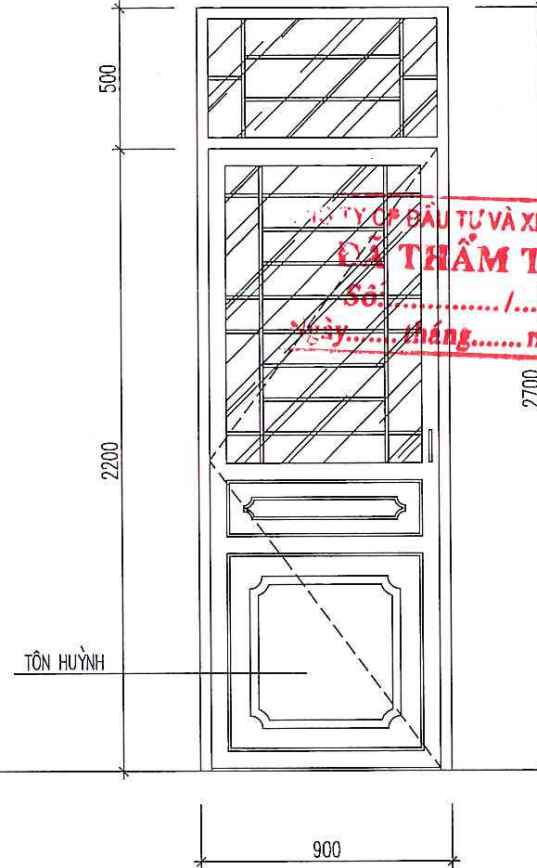 500
TY CP ĐẦU TƯ VÀ
ĐÃ THẨM
Số: ............... /.....
Ngày....... tháng.......
2200
2700
TÔN HUỲNH
900